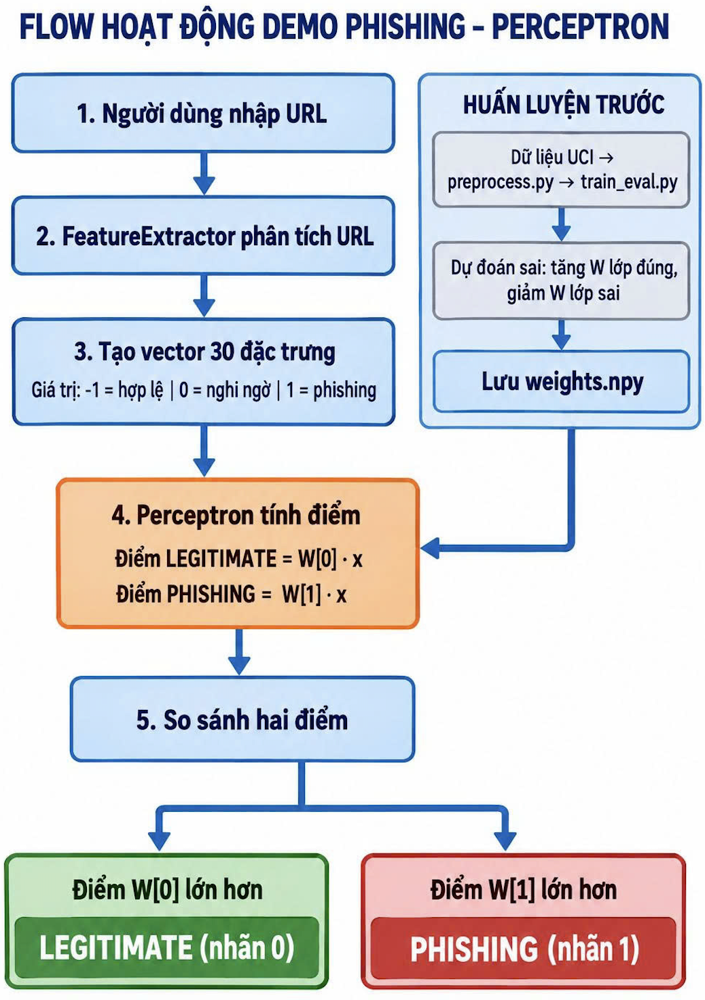 FLOW HOẠT ĐỘNG DEMO PHISHING – PERCEPTRON
1. Người dùng nhập URL
2. FeatureExtractor phân tích URL
3. Tạo vector 30 đặc trưng
Giá trị: -1 = hợp lệ | 0 = nghi ngờ | 1 = phishing
HUẤN LUYỆN TRƯỚC
Dữ liệu UCI →
preprocess.py → train_eval.py
Dự đoán sai: tăng W lớp đúng,
giảm W lớp sai
Lưu weights.npy
4. Perceptron tính điểm
Điểm LEGITIMATE = W[0] · x
Điểm PHISHING = W[1] · x
5. So sánh hai điểm
Điểm W[0] lớn hơn
LEGITIMATE (nhãn 0)
Điểm W[1] lớn hơn
PHISHING (nhãn 1)